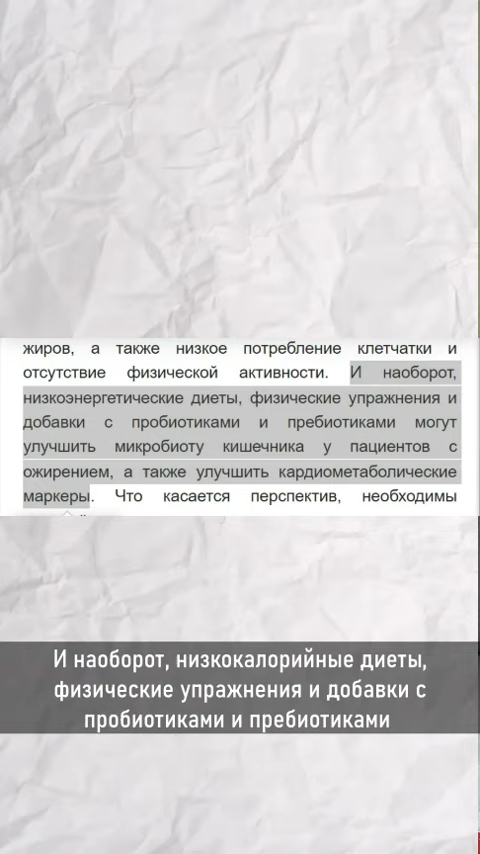 жиров, а также низкое потребление клетчатки и
отсутствие физической активности. И наоборот,
низкоэнергетические диеты, физические упражнения и
добавки с пробиотиками и пребиотиками могут
улучшить микробиоту кишечника у пациентов с
ожирением, а также улучшить кардиометаболические
маркеры. Что касается перспектив, необходимы
И наоборот, низкокалорийные диеты,
физические упражнения и добавки с
пробиотиками и пребиотиками